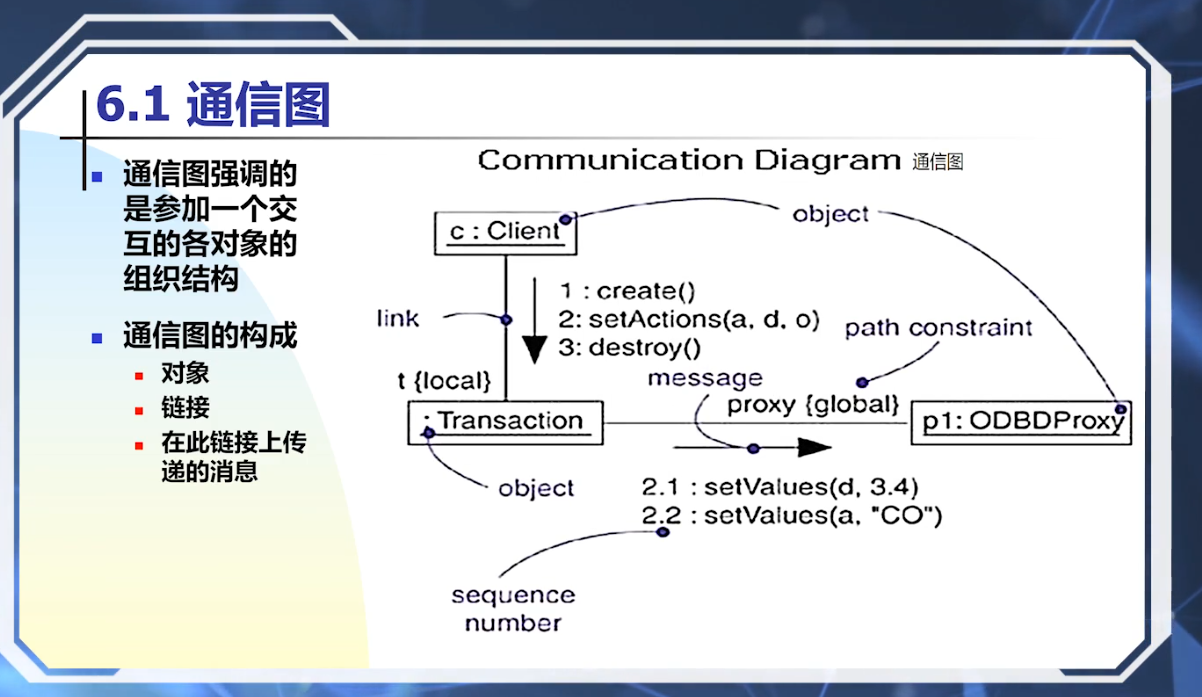 6.1 通信图
通信图强调的
是参加一个交
互的各对象的
组织结构
通信图的构成
对象
链接
在此链接上传
递的消息
Communication Diagram 通信图
object
c : Client
1 : create()
2: setActions(a, d, o)
3: destroy()
link
path constraint
t {local}
message
proxy {global}
: Transaction
p1: ODBDProxy
object
2.1 : setValues(d, 3.4)
2.2 : setValues(a, "CO")
sequence
number